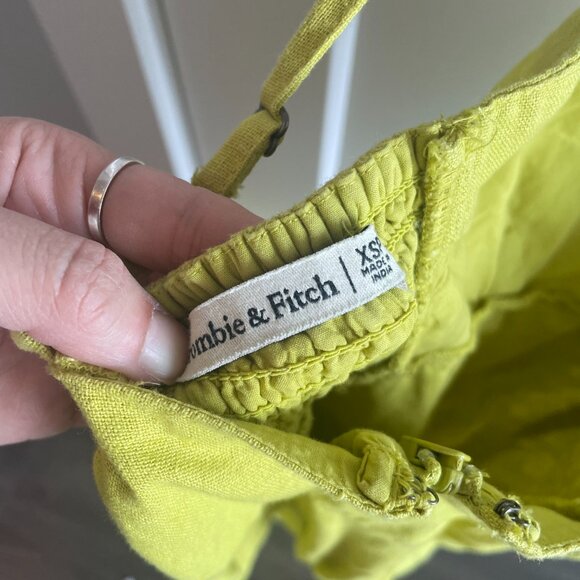 ombie & Fitch
XS
MADE IN
INDIA